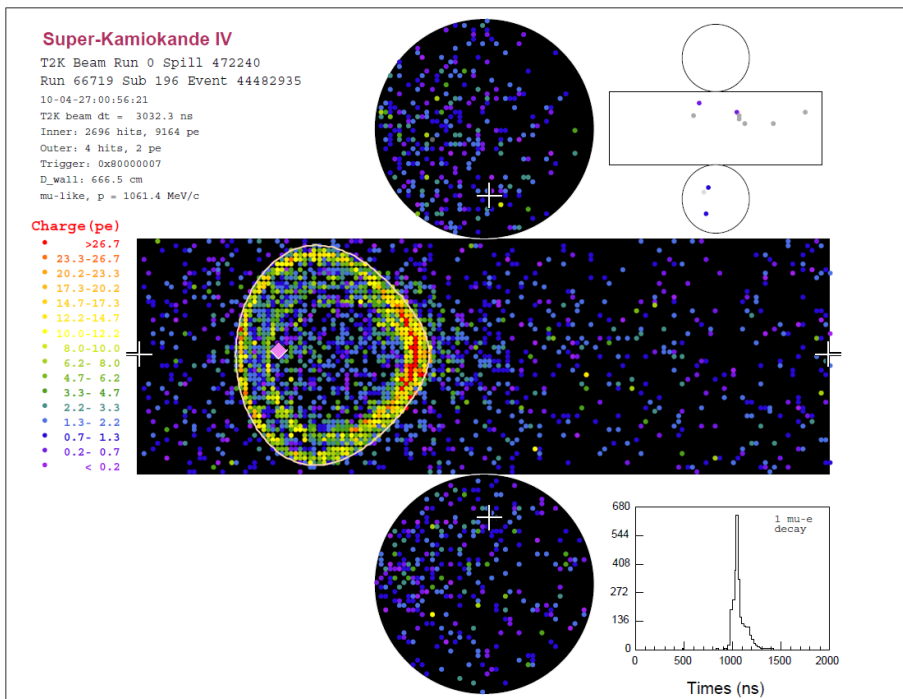 Super-Kamiokande IV
T2K Beam Run 0 Spill 472240
Run 66719 Sub 196 Event 44482935
10-04-27:00:56:21
T2K beam dt = 3032.3 ns
Inner: 2696 hits, 9164 pe
Outer: 4 hits, 2 pe
Trigger: 0x80000007
D_wall: 666.5 cm
mu-like, p = 1061.4 MeV/c
Charge(pe)
>26.7
23.3-26.7
20.2-23.3
17.3-20.2
14.7-17.3
12.2-14.7
10.0-12.2
8.0-10.0
6.2- 8.0
4.7- 6.2
3.3- 4.7
2.2- 3.3
1.3- 2.2
0.7- 1.3
0.2- 0.7
< 0.2
1 mu-e
decay
680
544
408
272
136
0
0 500 1000 1500 2000
Times (ns)